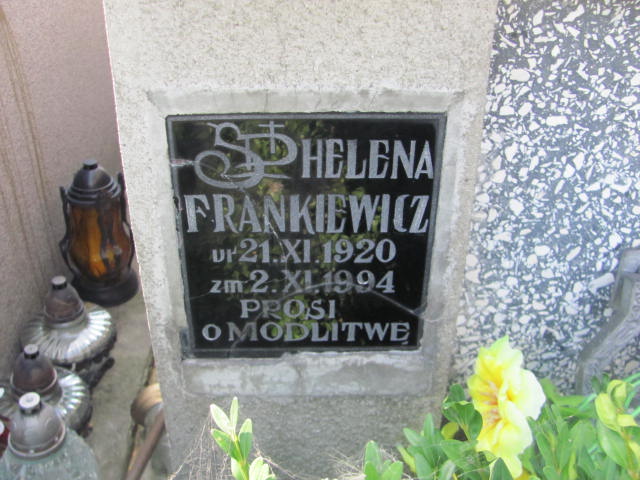 SP HELENA
FRANKIEWICZ
ur 21.XI.1920
zm 2.XI.1994
PROSI
O MODLITWĘ